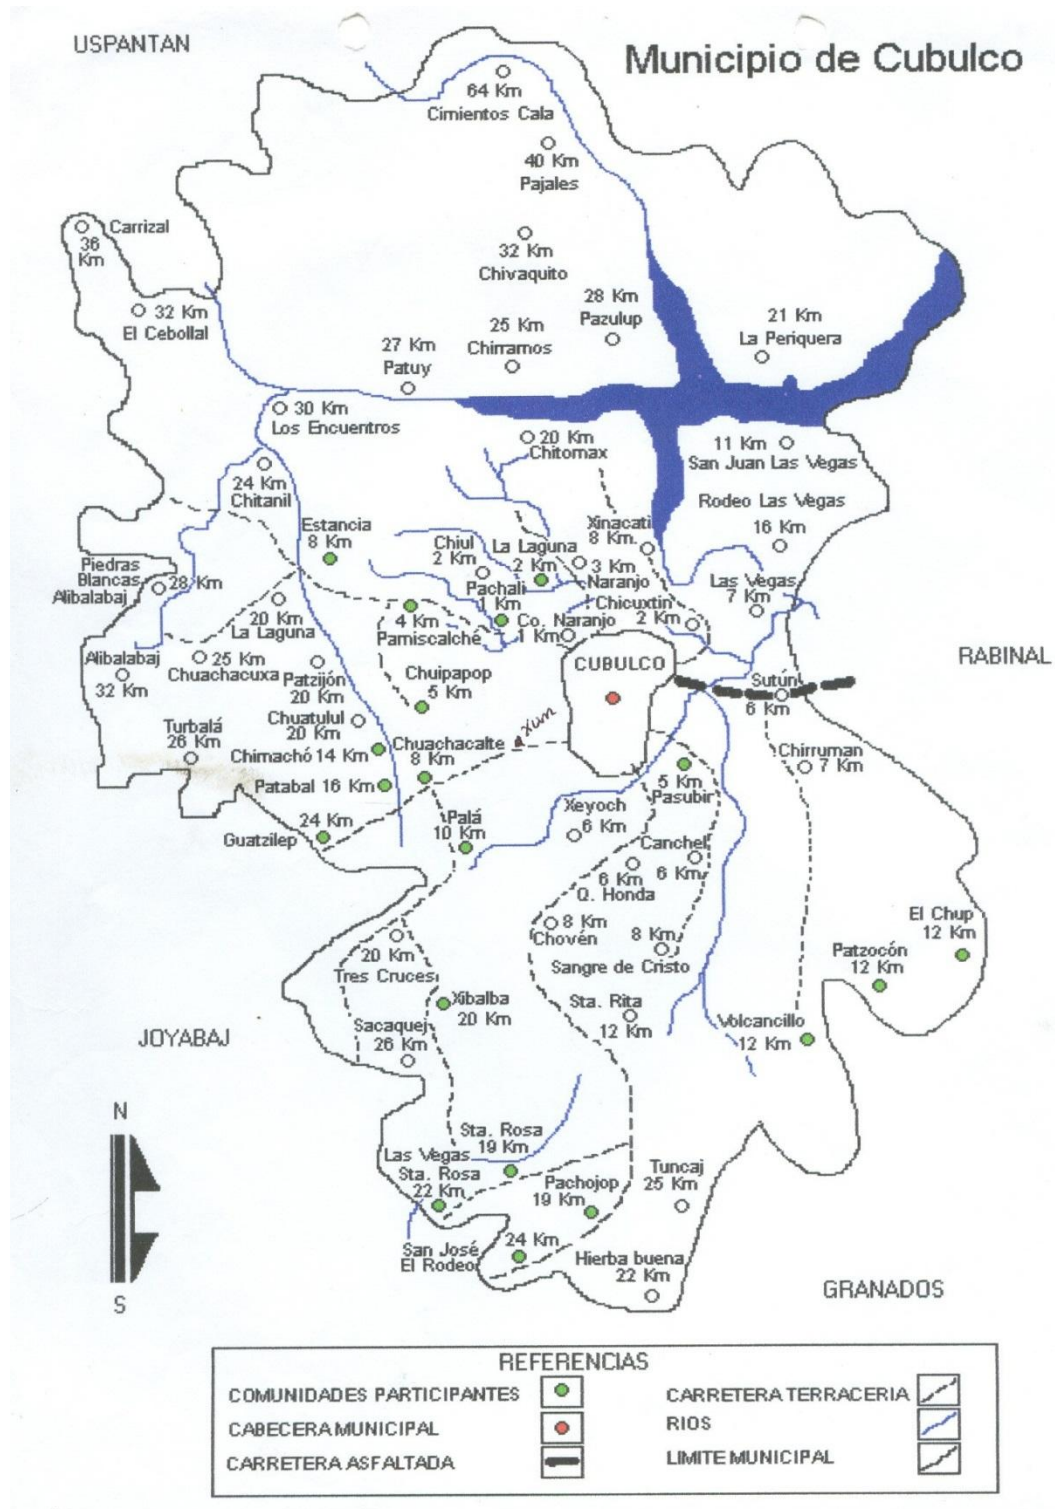 USPANTAN
Municipio de Cubulco
64 Km
Cimientos Cala
40 Km
Pajales
Carrizal
36
Km
32 Km
Chivaquito
32 Km
El Cebollal
28 Km
Pazulup
21 Km
La Periquera
25 Km
Chirramos
27 Km
Patuy
30 Km
Los Encuentros
20 Km
Chitomax
11 Km
San Juan Las Vegas
24 Km
Chitanil
Rodeo Las Vegas
16 Km
Estancia
8 Km
Xinacati
8 Km.
Chiul
2 Km
La Laguna
2 Km
3 Km
Naranjo
Piedras
Blancas
Alibalabaj
28 Km
Pachali
1 Km
Las Vegas
7 Km
20 Km
La Laguna
4 Km
Pamiscalché
Co. Naranjo
1 Km
Chicuxtin
2 Km
Alibalabaj
32 Km
25 Km
Chuachacuxa
Patzijón
20 Km
Chuipapop
5 Km
CUBULCO
RABINAL
Sutún
6 Km
Chuatulul
20 Km
Xum
Turbalá
26 Km
Chimachó 14 Km
Chuachacalte
8 Km
Chirruman
7 Km
Patabal 16 Km
5 Km
Pasubir
24 Km
Guatzilep
Palá
10 Km
Xeyoch
6 Km
Canchel
6 Km
6 Km
Q. Honda
8 Km
Chovén
8 Km
Sangre de Cristo
El Chup
12 Km
Patzocón
12 Km
20 Km
Tres Cruces
Xibalba
20 Km
Sta. Rita
12 Km
Volcancillo
12 Km
JOYABAJ
Sacaquej
26 Km
N
S
Sta. Rosa
19 Km
Las Vegas
Sta. Rosa
22 Km
Pachojop
19 Km
Tuncaj
25 Km
San José
El Rodeo
24 Km
Hierba buena
22 Km
GRANADOS
REFERENCIAS
COMUNIDADES PARTICIPANTES
CARRETERA TERRACERIA
CABECERA MUNICIPAL
RIOS
CARRETERA ASFALTADA
LIMITE MUNICIPAL